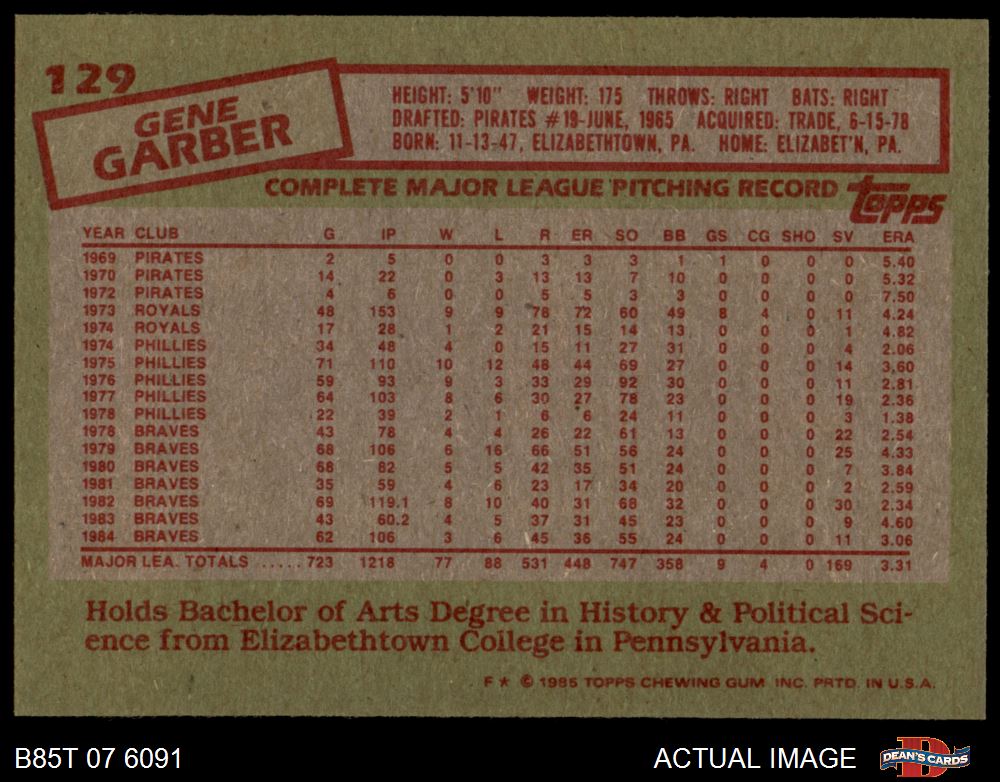 129
GENE
GARBER
HEIGHT: 5'10" WEIGHT: 175 THROWS: RIGHT BATS: RIGHT
DRAFTED: PIRATES #19-JUNE, 1965 ACQUIRED: TRADE, 6-15-78
BORN: 11-13-47, ELIZABETHTOWN, PA. HOME: ELIZABET'N, PA.
COMPLETE MAJOR LEAGUE PITCHING RECORD topps
YEAR CLUB G IP W L R ER SO BB GS CG SHO SV ERA
1969 PIRATES 2 5 0 0 3 3 3 1 1 0 0 0 5.40
1970 PIRATES 14 22 0 3 13 13 7 10 0 0 0 0 5.32
1972 PIRATES 4 6 0 0 5 5 3 3 0 0 0 0 7.50
1973 ROYALS 48 153 9 9 78 72 60 49 8 4 0 11 4.24
1974 ROYALS 17 28 1 2 21 15 14 13 0 0 0 1 4.82
1974 PHILLIES 34 48 4 0 15 11 27 31 0 0 0 4 2.06
1975 PHILLIES 71 110 10 12 48 44 69 27 0 0 0 14 3.60
1976 PHILLIES 59 93 9 3 33 29 92 30 0 0 0 11 2.81
1977 PHILLIES 64 103 8 6 30 27 78 23 0 0 0 19 2.36
1978 PHILLIES 22 39 2 1 6 6 24 11 0 0 0 3 1.38
1978 BRAVES 43 78 4 4 26 22 61 13 0 0 0 22 2.54
1979 BRAVES 68 106 6 16 66 51 56 24 0 0 0 25 4.33
1980 BRAVES 68 82 5 5 42 35 51 24 0 0 0 7 3.84
1981 BRAVES 35 59 4 6 23 17 34 20 0 0 0 2 2.59
1982 BRAVES 69 119.1 8 10 40 31 68 32 0 0 0 30 2.34
1983 BRAVES 43 60.2 4 5 37 31 45 23 0 0 0 9 4.60
1984 BRAVES 62 106 3 6 45 36 55 24 0 0 0 11 3.06
MAJOR LEA. TOTALS ..... 723 1218 77 88 531 448 747 358 9 4 0 169 3.31
Holds Bachelor of Arts Degree in History & Political Sci-
ence from Elizabethtown College in Pennsylvania.
F* © 1985 TOPPS CHEWING GUM INC. PRTD. IN U.S.A.
B85T 07 6091 ACTUAL IMAGE DEAN'S CARDS